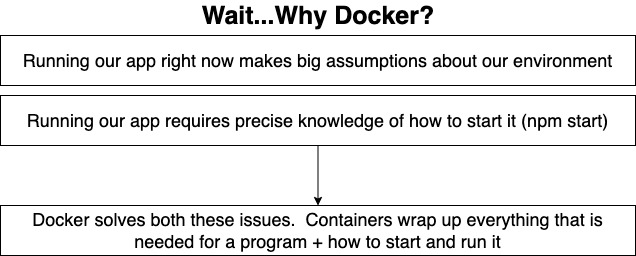 Wait...Why Docker?
Running our app right now makes big assumptions about our environment
Running our app requires precise knowledge of how to start it (npm start)
Docker solves both these issues.  Containers wrap up everything that is
needed for a program + how to start and run it